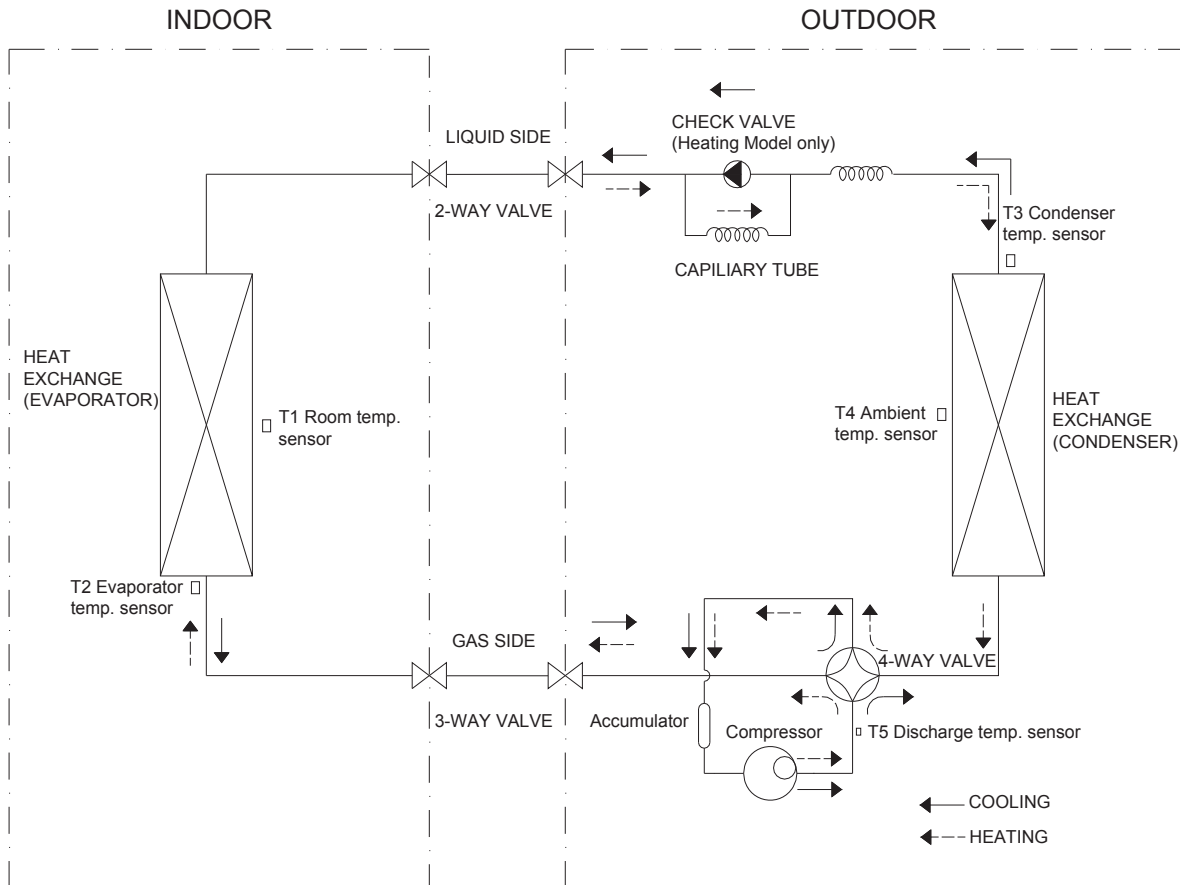 INDOOR
OUTDOOR
LIQUID SIDE
2-WAY VALVE
CHECK VALVE
(Heating Model only)
CAPILIARY TUBE
T3 Condenser
temp. sensor
HEAT
EXCHANGE
(EVAPORATOR)
T1 Room temp.
sensor
T4 Ambient
temp. sensor
HEAT
EXCHANGE
(CONDENSER)
T2 Evaporator
temp. sensor
GAS SIDE
3-WAY VALVE
4-WAY VALVE
Accumulator
Compressor
T5 Discharge temp. sensor
COOLING
HEATING